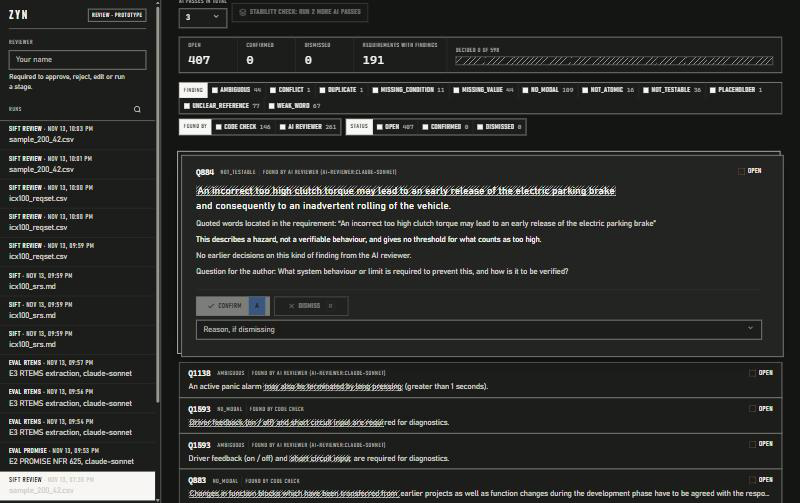 ZYN
REVIEW · PROTOTYPE
REVIEWER
Your name
Required to approve, reject, edit or run
a stage.
RUNS
SIFT REVIEW · NOV 13, 10:03 PM
sample_200_42.csv
SIFT REVIEW · NOV 13, 10:01 PM
sample_200_42.csv
SIFT REVIEW · NOV 13, 10:00 PM
icx100_reqset.csv
SIFT REVIEW · NOV 13, 10:00 PM
icx100_reqset.csv
SIFT REVIEW · NOV 13, 09:59 PM
icx100_reqset.csv
SIFT · NOV 13, 09:59 PM
icx100_srs.md
SIFT · NOV 13, 09:59 PM
icx100_srs.md
SIFT · NOV 13, 09:59 PM
icx100_srs.md
EVAL RTEMS · NOV 13, 09:57 PM
E3 RTEMS extraction, claude-sonnet
EVAL RTEMS · NOV 13, 09:56 PM
E3 RTEMS extraction, claude-sonnet
EVAL RTEMS · NOV 13, 09:54 PM
E3 RTEMS extraction, claude-sonnet
EVAL PROMISE · NOV 13, 09:53 PM
E2 PROMISE NFR 625, claude-sonnet
SIFT REVIEW · NOV 13, 07:38 PM
sample_200_42.csv
AI PASSES IN TOTAL
3
STABILITY CHECK: RUN 2 MORE AI PASSES
OPEN
407
CONFIRMED
0
DISMISSED
0
REQUIREMENTS WITH FINDINGS
191
DECIDED 0 OF 598
FINDING
AMBIGUOUS 44
CONFLICT 1
DUPLICATE 1
MISSING_CONDITION 11
MISSING_VALUE 44
NO_MODAL 109
NOT_ATOMIC 16
NOT_TESTABLE 36
PLACEHOLDER 1
UNCLEAR_REFERENCE 77
WEAK_WORD 67
FOUND BY
CODE CHECK 146
AI REVIEWER 261
STATUS
OPEN 407
CONFIRMED 0
DISMISSED 0
Q884 NOT_TESTABLE FOUND BY AI REVIEWER (AI-REVIEWER:CLAUDE-SONNET)
OPEN
An incorrect too high clutch torque may lead to an early release of the electric parking brake
and consequently to an inadvertent rolling of the vehicle.
Quoted words located in the requirement: “An incorrect too high clutch torque may lead to an early release of the electric parking brake”
This describes a hazard, not a verifiable behaviour, and gives no threshold for what counts as too high.
No earlier decisions on this kind of finding from the AI reviewer.
Question for the author: What system behaviour or limit is required to prevent this, and how is it to be verified?
CONFIRM A
DISMISS
Reason, if dismissing
Q1138 AMBIGUOUS FOUND BY AI REVIEWER (AI-REVIEWER:CLAUDE-SONNET)
OPEN
An active panic alarm may also be terminated by long pressing (greater than 1 seconds).
Q1593 NO_MODAL FOUND BY CODE CHECK
OPEN
Driver feedback (on / off) and short circuit input are required for diagnostics.
Q1593 AMBIGUOUS FOUND BY AI REVIEWER (AI-REVIEWER:CLAUDE-SONNET)
OPEN
Driver feedback (on / off) and short circuit input are required for diagnostics.
Q883 NO_MODAL FOUND BY CODE CHECK
OPEN
Changes in function blocks which have been transferred from earlier projects as well as function changes during the development phase have to be agreed with the respo...